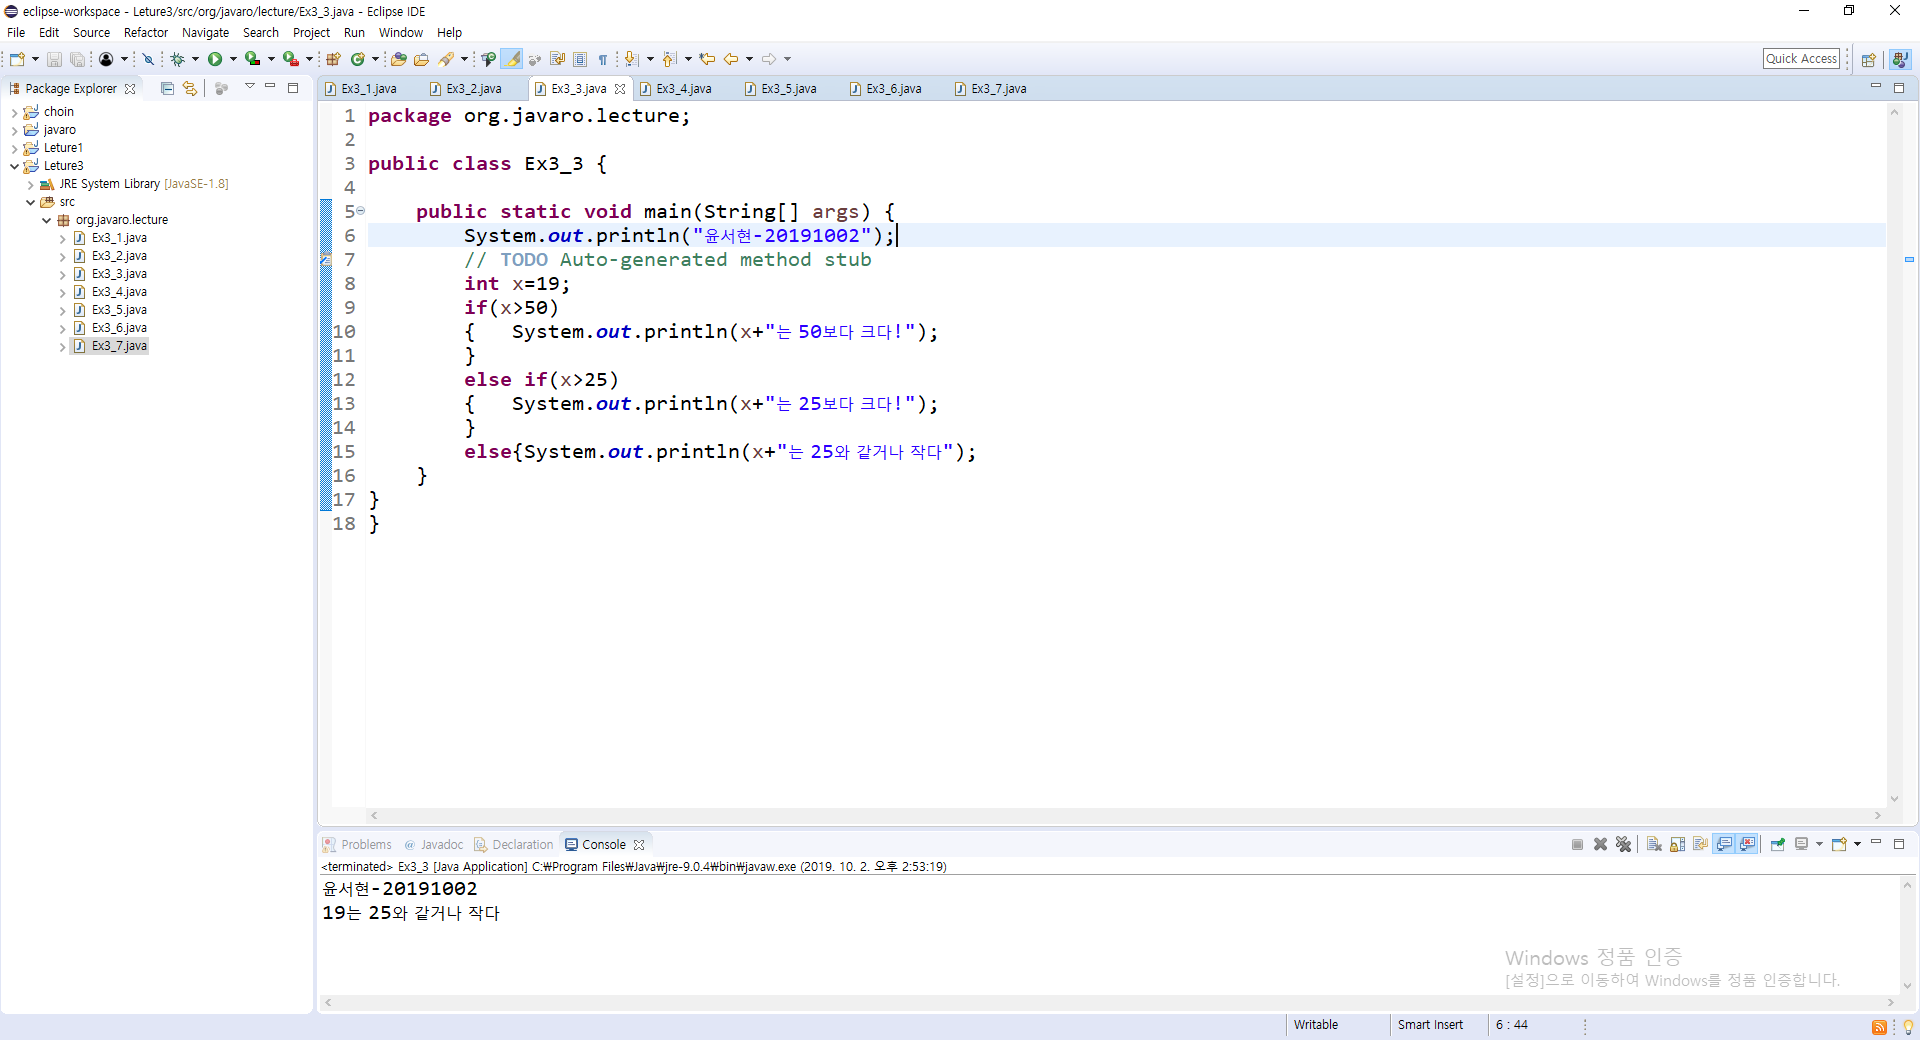 eclipse-workspace - Leture3/src/org/javaro/lecture/Ex3_3.java - Eclipse IDE
File Edit Source Refactor Navigate Search Project Run Window Help
Quick Access
Package Explorer
choin
javaro
Leture1
Leture3
JRE System Library [JavaSE-1.8]
src
org.javaro.lecture
Ex3_1.java
Ex3_2.java
Ex3_3.java
Ex3_4.java
Ex3_5.java
Ex3_6.java
Ex3_7.java
Ex3_1.java Ex3_2.java Ex3_3.java Ex3_4.java Ex3_5.java Ex3_6.java Ex3_7.java
1 package org.javaro.lecture;
2
3 public class Ex3_3 {
4
5 public static void main(String[] args) {
6 System.out.println("윤서현-20191002");
7 // TODO Auto-generated method stub
8 int x=19;
9 if(x>50)
10 { System.out.println(x+"는 50보다 크다!");
11 }
12 else if(x>25)
13 { System.out.println(x+"는 25보다 크다!");
14 }
15 else{System.out.println(x+"는 25와 같거나 작다");
16 }
17 }
18 }
Problems @ Javadoc Declaration Console
<terminated> Ex3_3 [Java Application] C:₩Program Files₩Java₩jre-9.0.4₩bin₩javaw.exe (2019. 10. 2. 오후 2:53:19)
윤서현-20191002
19는 25와 같거나 작다
Windows 정품 인증
[설정]으로 이동하여 Windows를 정품 인증합니다.
Writable Smart Insert 6 : 44